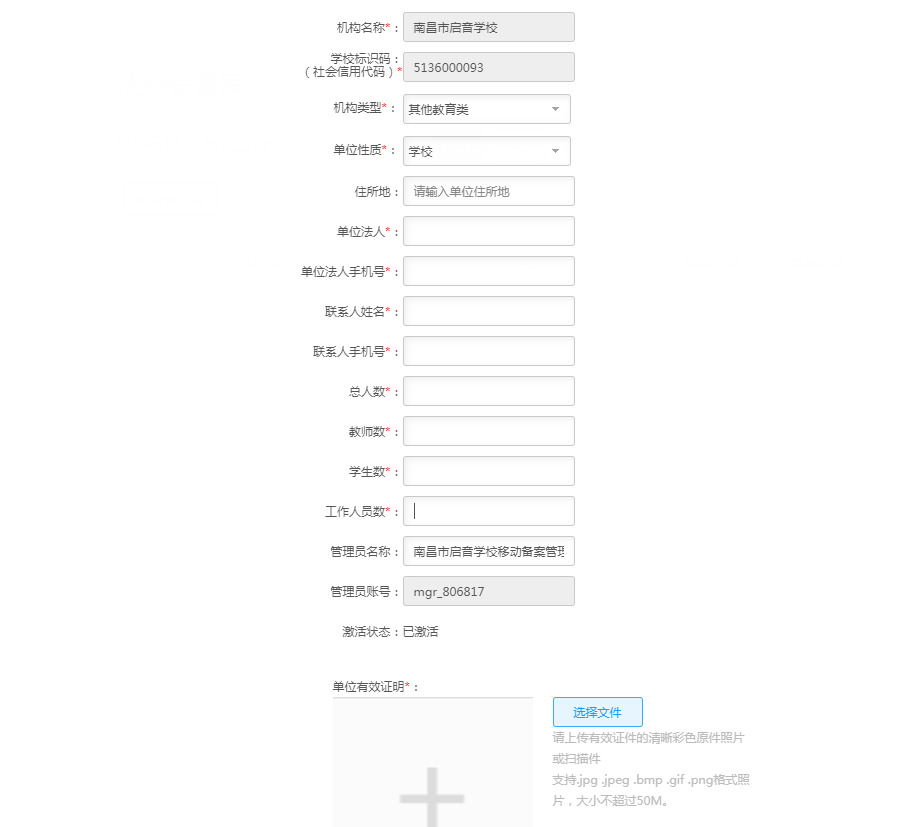 机构名称*： 南昌市启音学校
学校标识码：
（社会信用代码）* 5136000093
机构类型*： 其他教育类
单位性质*： 学校
住所地： 请输入单位住所地
单位法人*：
单位法人手机号*：
联系人姓名*：
联系人手机号*：
总人数*：
教师数*：
学生数*：
工作人员数*：
管理员名称： 南昌市启音学校移动备案管理
管理员账号： mgr_806817
激活状态：已激活
单位有效证明*：
选择文件
请上传有效证件的清晰彩色原件照片
或扫描件
支持.jpg .jpeg .bmp .gif .png格式照
片，大小不超过50M。